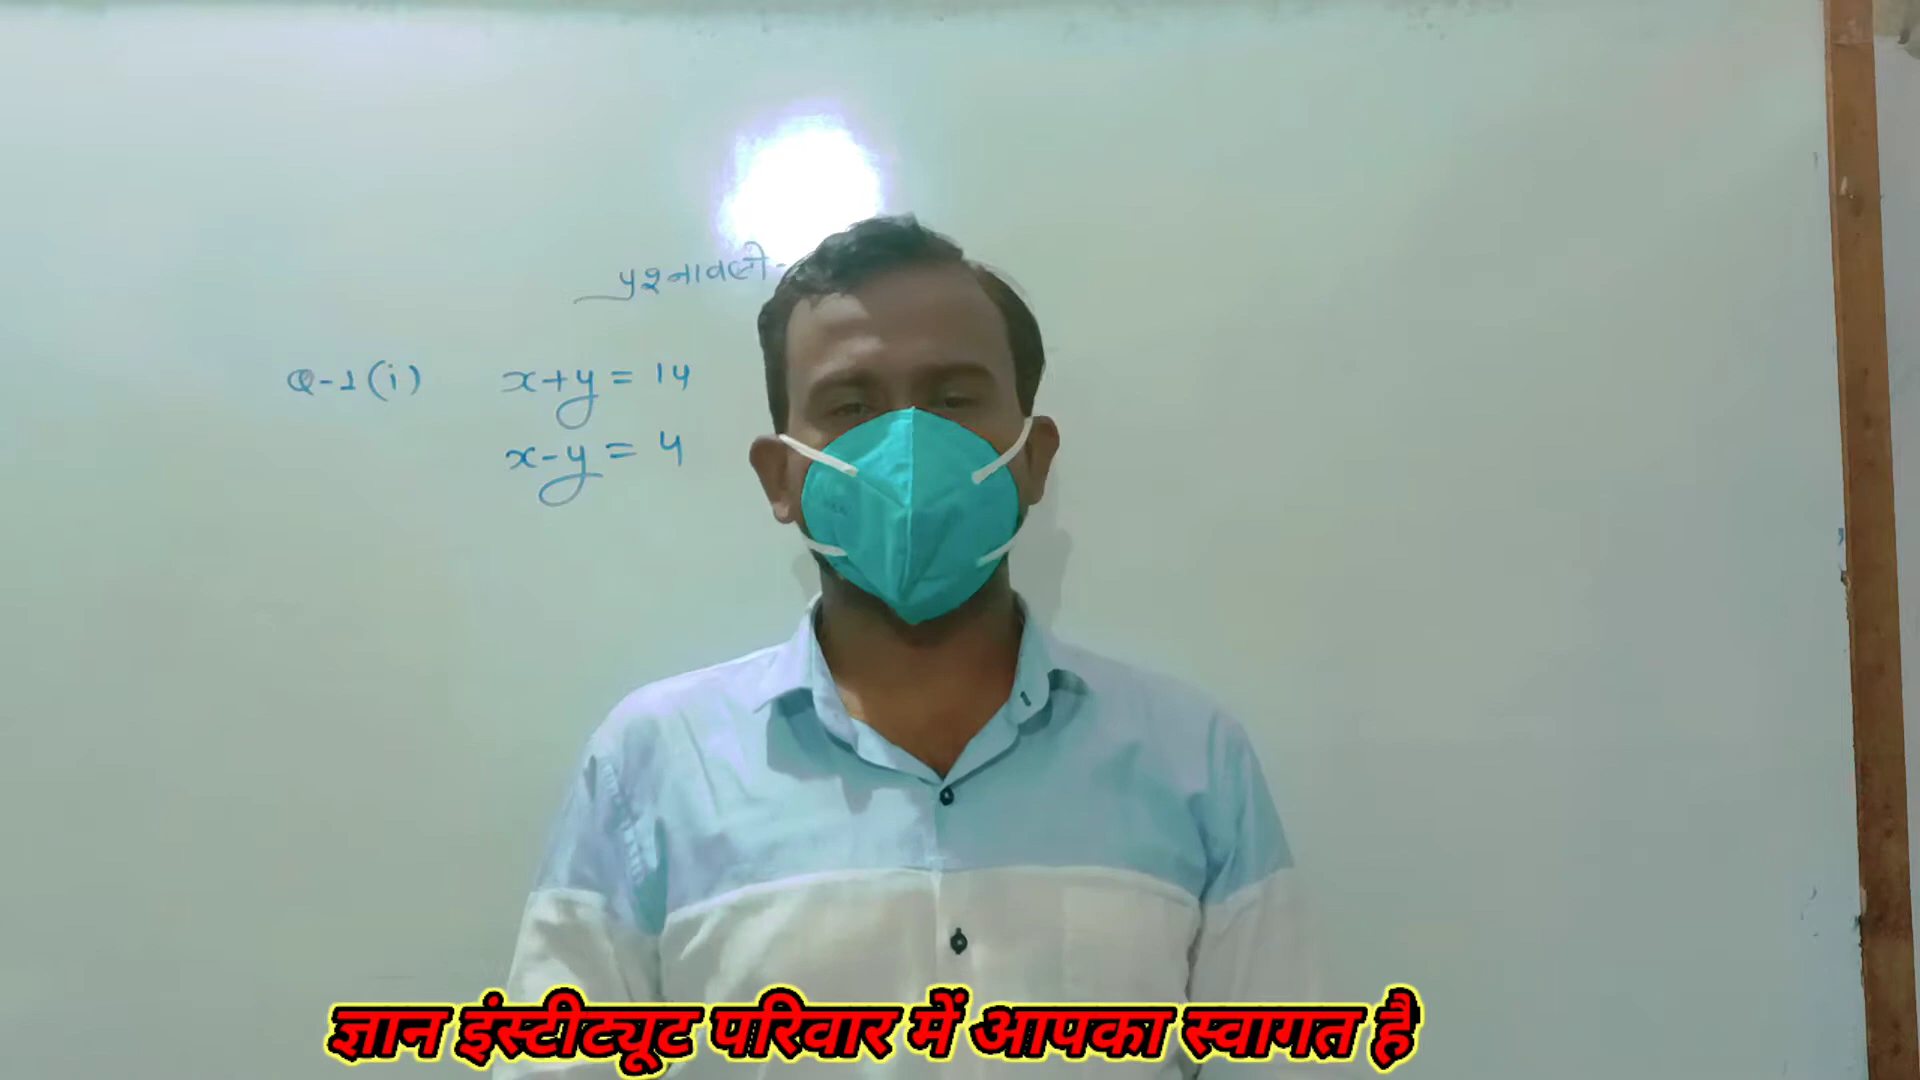 प्रश्नावली-
Q-1(i) x+y = 14
x-y = 4
ज्ञान इंस्टीट्यूट परिवार में आपका स्वागत है